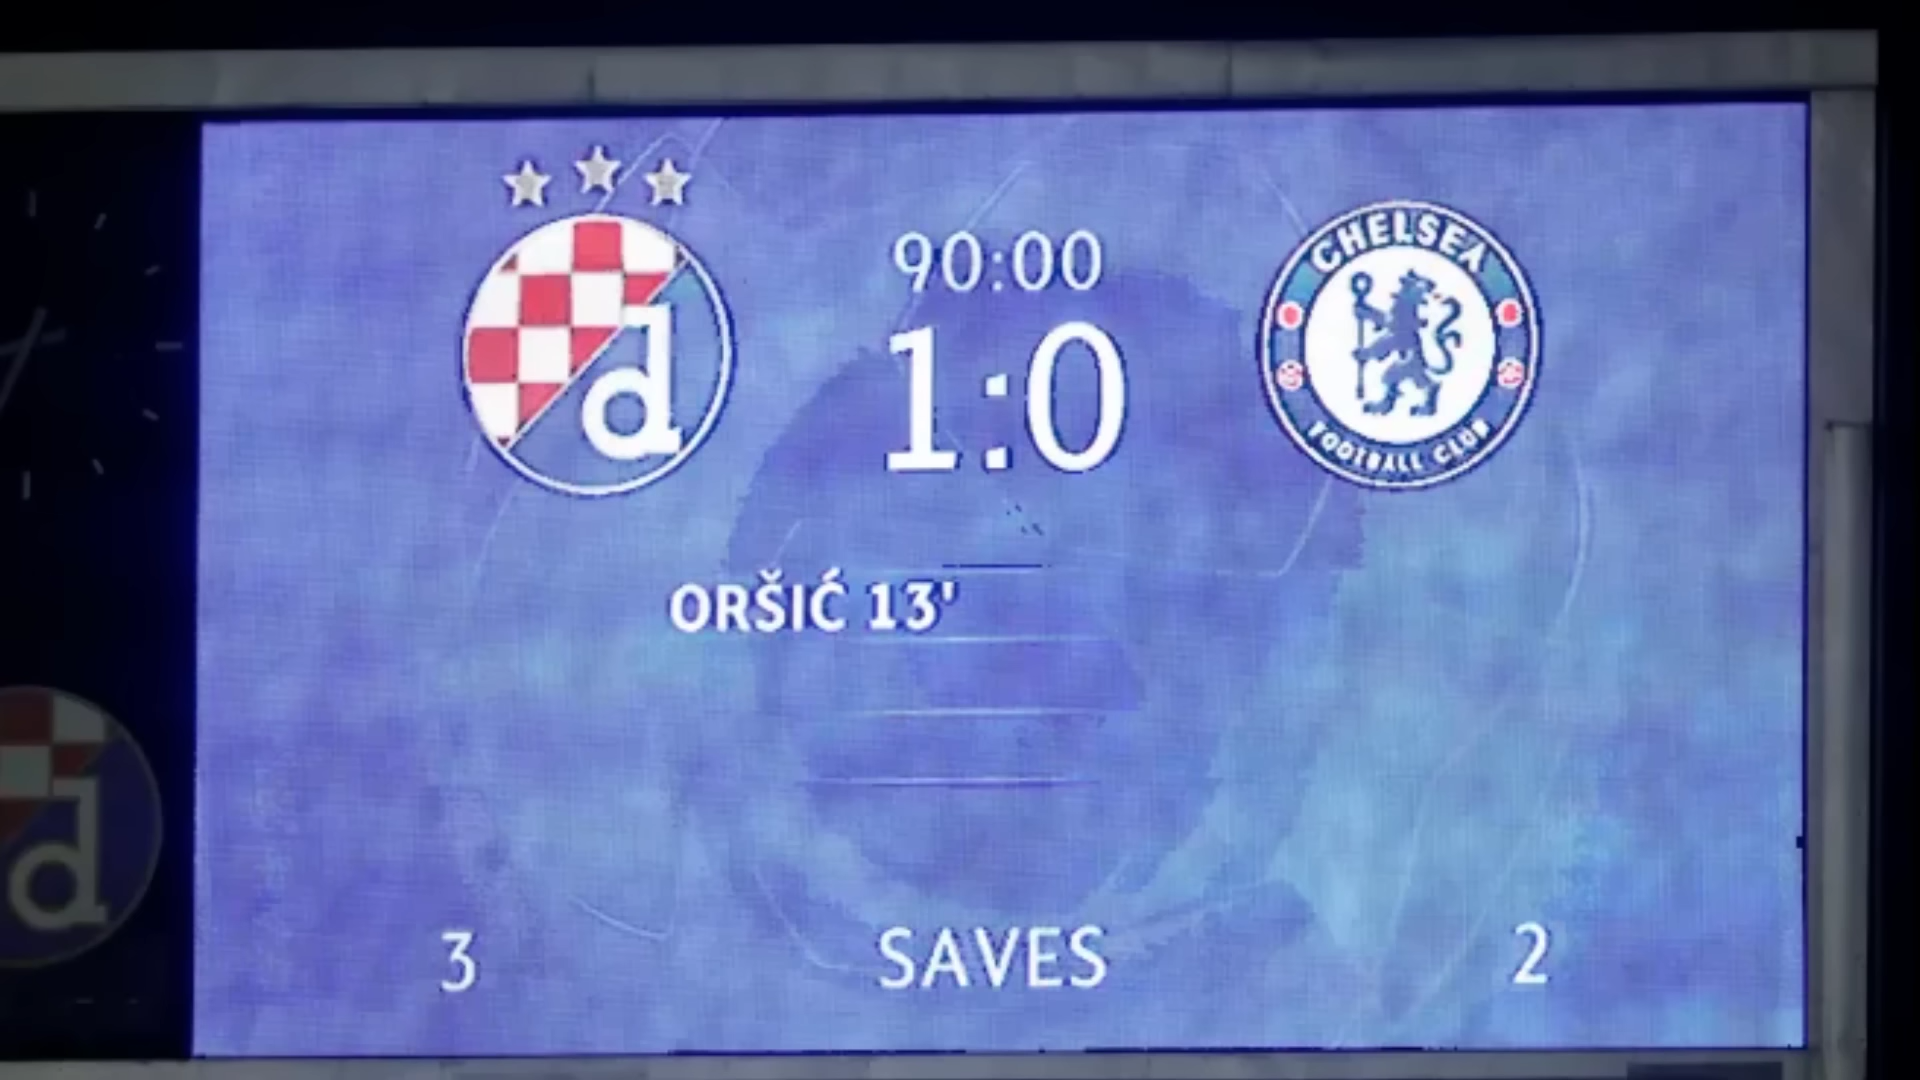 90:00
1:0
CHELSEA
FOOTBALL CLUB
d
ORŠIĆ 13'
3 SAVES 2
d